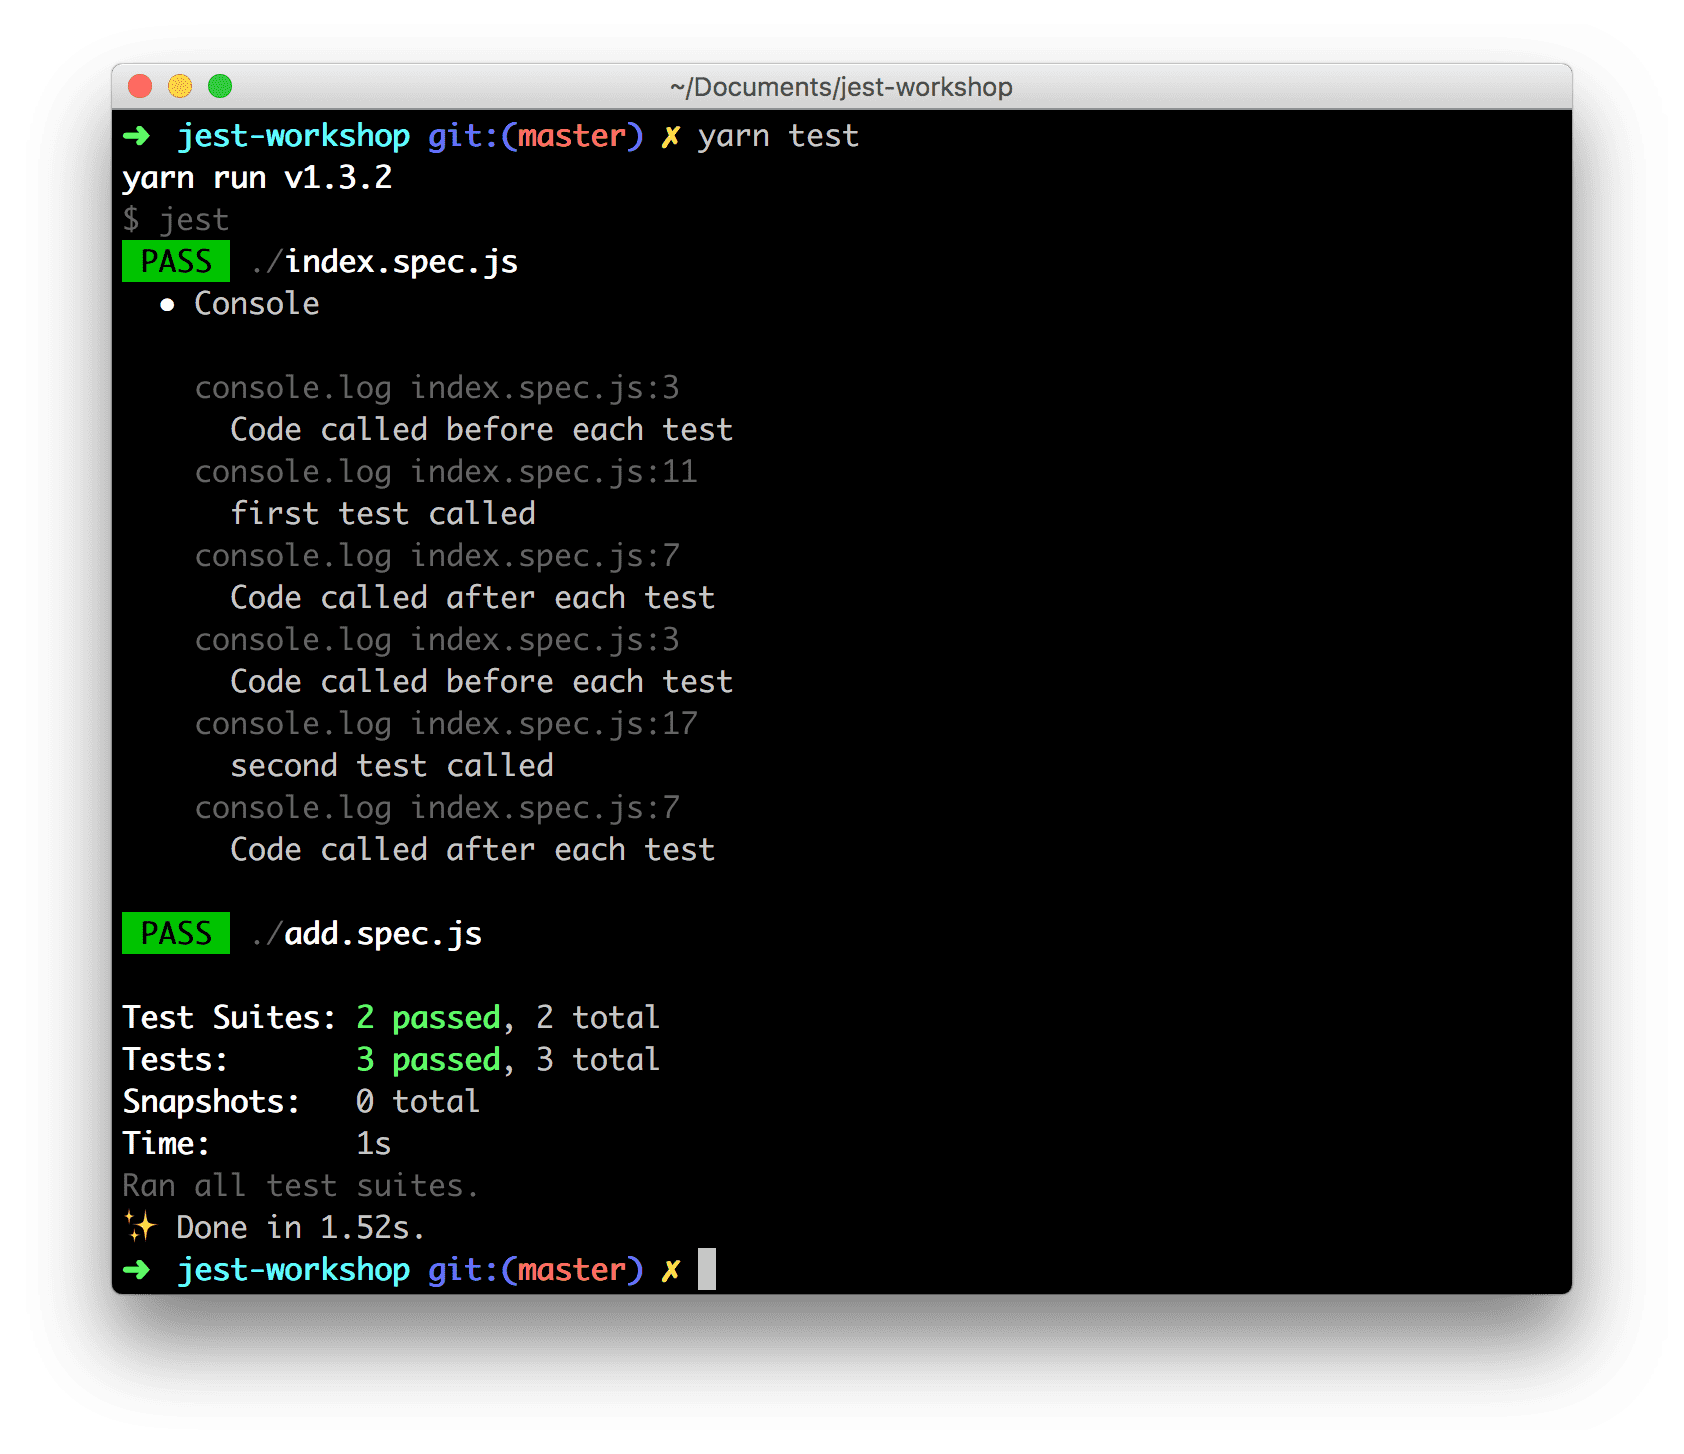 ~/Documents/jest-workshop
➜ jest-workshop git:(master) ✗ yarn test
yarn run v1.3.2
$ jest
PASS ./index.spec.js
● Console
console.log index.spec.js:3
Code called before each test
console.log index.spec.js:11
first test called
console.log index.spec.js:7
Code called after each test
console.log index.spec.js:3
Code called before each test
console.log index.spec.js:17
second test called
console.log index.spec.js:7
Code called after each test
PASS ./add.spec.js
Test Suites: 2 passed, 2 total
Tests: 3 passed, 3 total
Snapshots: 0 total
Time: 1s
Ran all test suites.
✨ Done in 1.52s.
➜ jest-workshop git:(master) ✗